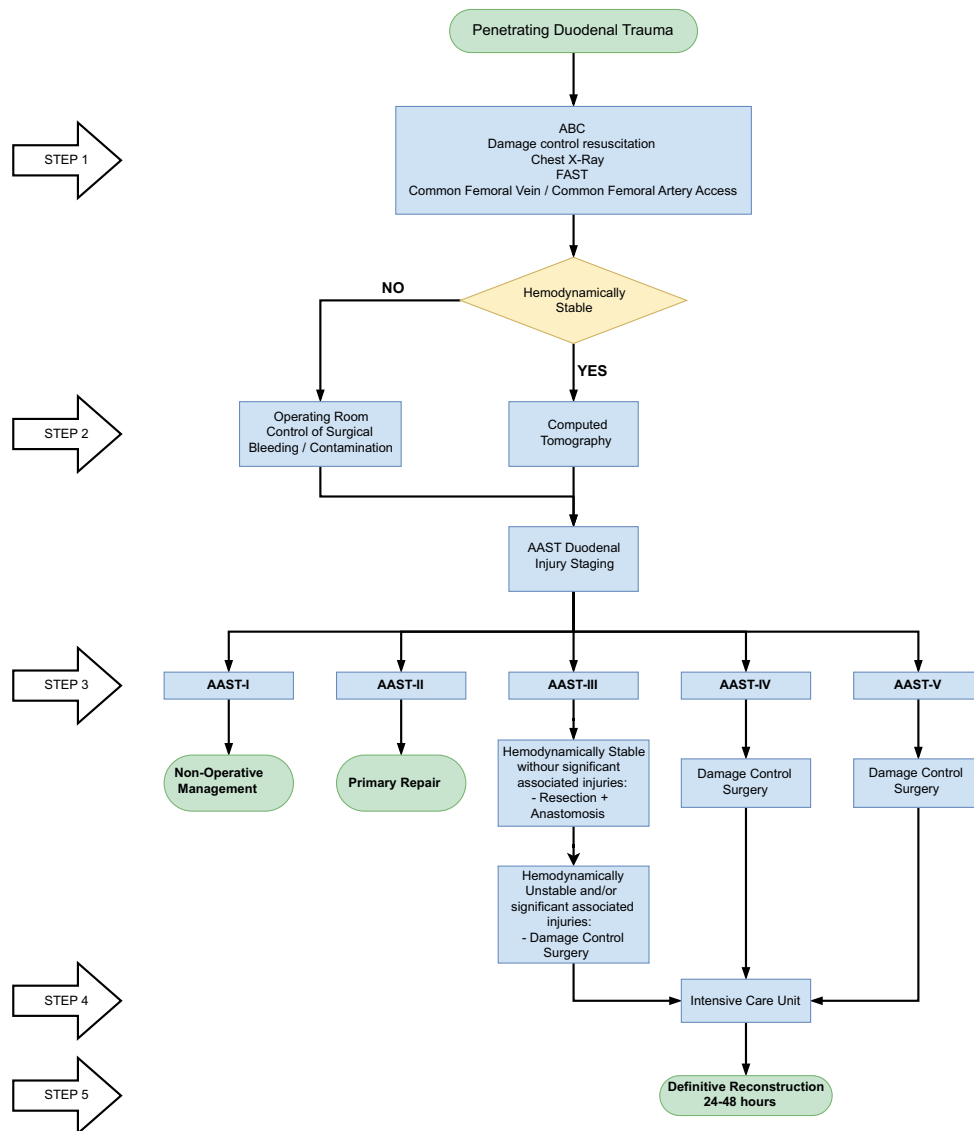 Penetrating Duodenal Trauma
STEP 1
ABC
Damage control resuscitation
Chest X-Ray
FAST
Common Femoral Vein / Common Femoral Artery Access
Hemodynamically
Stable
NO
YES
STEP 2
Operating Room
Control of Surgical
Bleeding / Contamination
Computed
Tomography
AAST Duodenal
Injury Staging
STEP 3
AAST-I
AAST-II
AAST-III
AAST-IV
AAST-V
Non-Operative
Management
Primary Repair
Hemodynamically Stable
withour significant
associated injuries:
- Resection +
Anastomosis
Damage Control
Surgery
Damage Control
Surgery
Hemodynamically
Unstable and/or
significant associated
injuries:
- Damage Control
Surgery
STEP 4
Intensive Care Unit
STEP 5
Definitive Reconstruction
24-48 hours